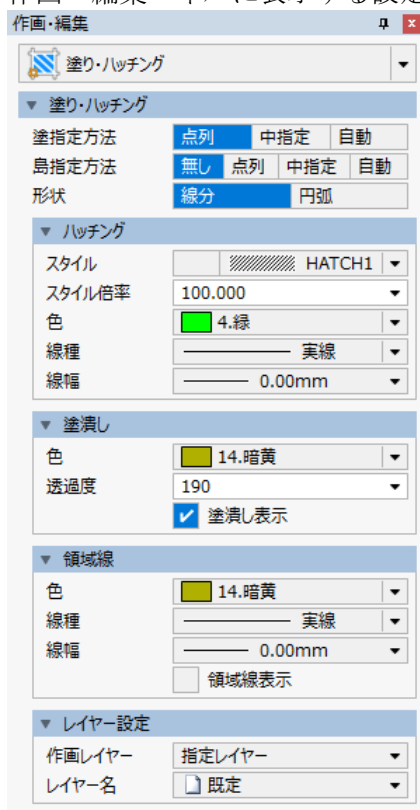 作画・編集
塗り・ハッチング
塗り・ハッチング
塗指定方法 点列 中指定 自動
島指定方法 無し 点列 中指定 自動
形状 線分 円弧
ハッチング
スタイル HATCH1
スタイル倍率 100.000
色 4.緑
線種 実線
線幅 0.00mm
塗潰し
色 14.暗黄
透過度 190
塗潰し表示
領域線
色 14.暗黄
線種 実線
線幅 0.00mm
領域線表示
レイヤー設定
作画レイヤー 指定レイヤー
レイヤー名 既定